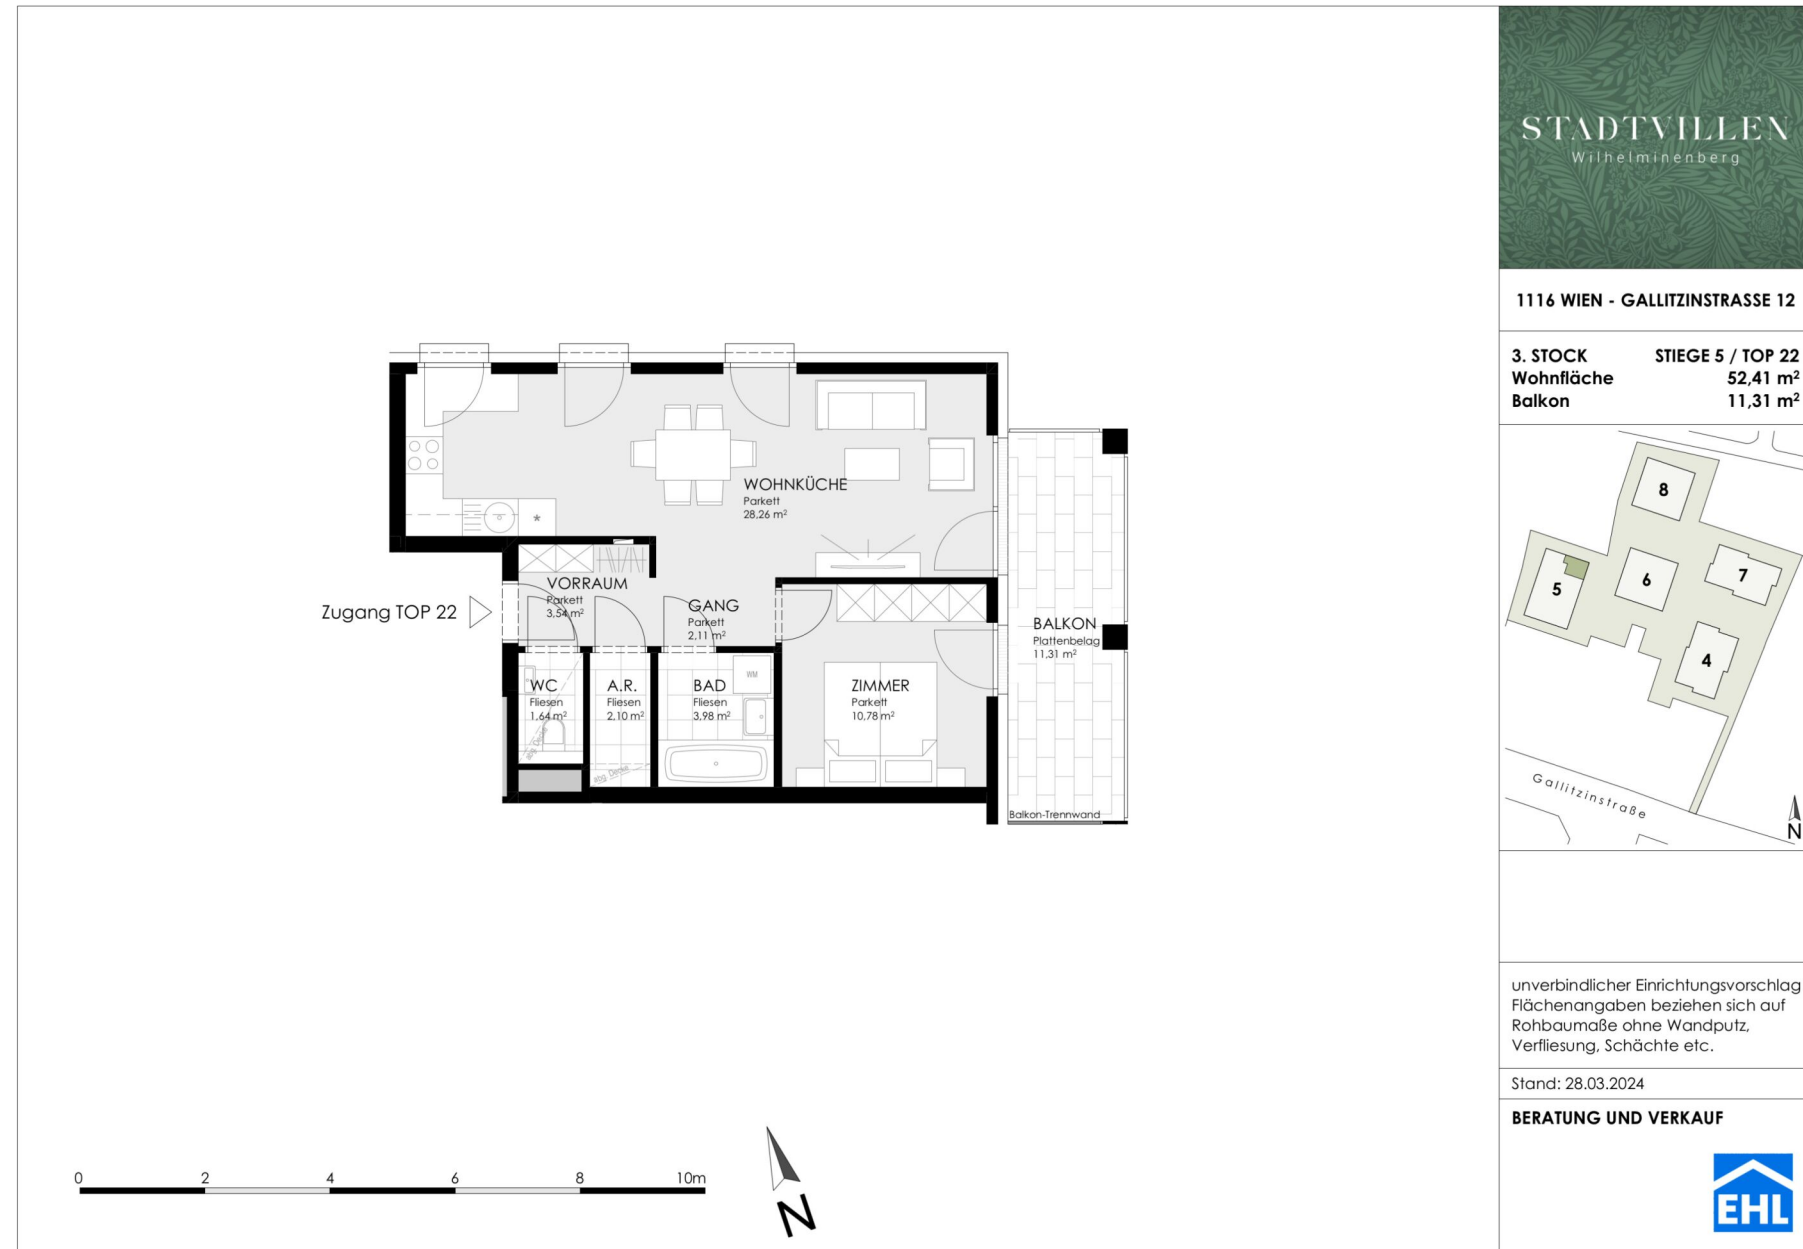 STADTVILLEN
Wilhelminenberg
1116 WIEN - GALLITZINSTRASSE 12
3. STOCK STIEGE 5 / TOP 22
Wohnfläche 52,41 m²
Balkon 11,31 m²
8
5
6
7
4
Gallitzinstraße
N
unverbindlicher Einrichtungsvorschlag
Flächenangaben beziehen sich auf
Rohbaumaße ohne Wandputz,
Verfliesung, Schächte etc.
Stand: 28.03.2024
BERATUNG UND VERKAUF
EHL
WOHNKÜCHE
Parkett
28,26 m²
*
VORRAUM
Parkett
3,54 m²
Zugang TOP 22
GANG
Parkett
2,11 m²
BALKON
Plattenbelag
11,31 m²
WC
Fliesen
1,64 m²
abg. Decke
A.R.
Fliesen
2,10 m²
abg. Decke
BAD
Fliesen
3,98 m²
WM
ZIMMER
Parkett
10,78 m²
Balkon-Trennwand
0 2 4 6 8 10m
N